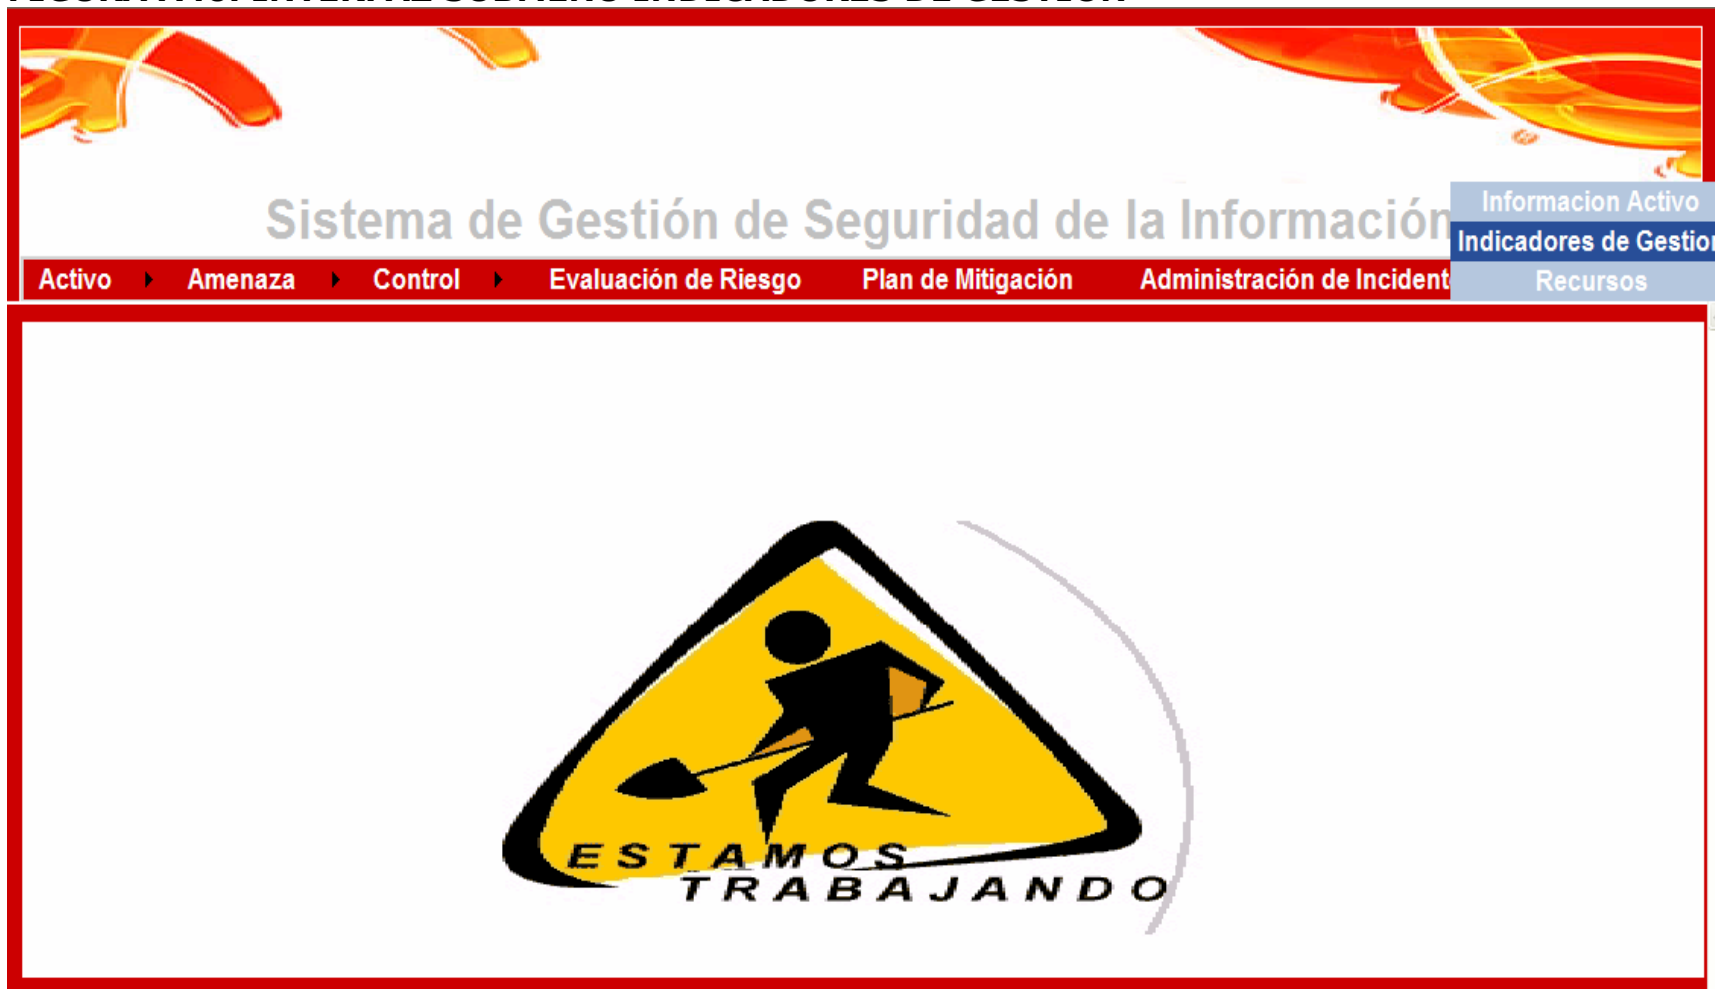 Sistema de Gestión de Seguridad de la Información
Informacion Activo
Indicadores de Gestion
Recursos
Activo Amenaza Control Evaluación de Riesgo Plan de Mitigación Administración de Incident
ESTAMOS
TRABAJANDO